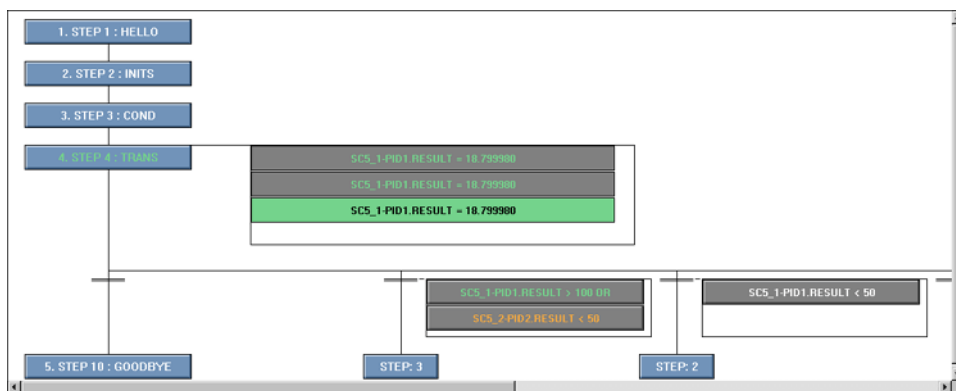 1. STEP 1 : HELLO
2. STEP 2 : INITS
3. STEP 3 : COND
4. STEP 4 : TRANS
SC5_1-PID1.RESULT = 18.799980
SC5_1-PID1.RESULT = 18.799980
SC5_1-PID1.RESULT = 18.799980
SC5_1-PID1.RESULT > 100 OR
SC5_2-PID2.RESULT < 50
SC5_1-PID1.RESULT < 50
5. STEP 10 : GOODBYE
STEP: 3
STEP: 2